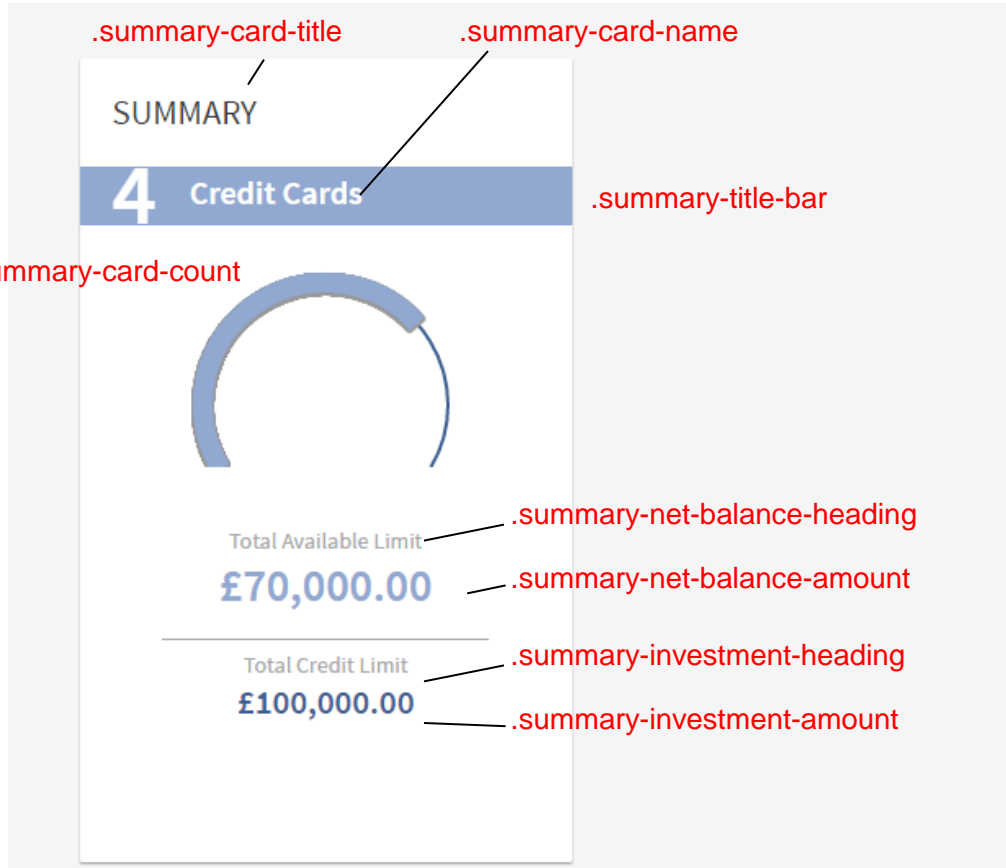 .summary-card-title
.summary-card-name
SUMMARY
4 Credit Cards
.summary-title-bar
ummary-card-count
Total Available Limit
.summary-net-balance-heading
£70,000.00
.summary-net-balance-amount
Total Credit Limit
.summary-investment-heading
£100,000.00
.summary-investment-amount